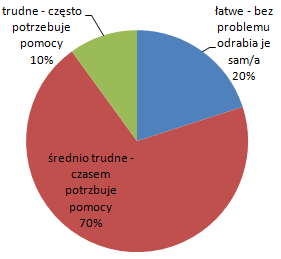 trudne - często
potrzebuje
pomocy
10%
łatwe - bez
problemu
odrabia je
sam/a
20%
średnio trudne -
czasem
potrzbuje
pomocy
70%